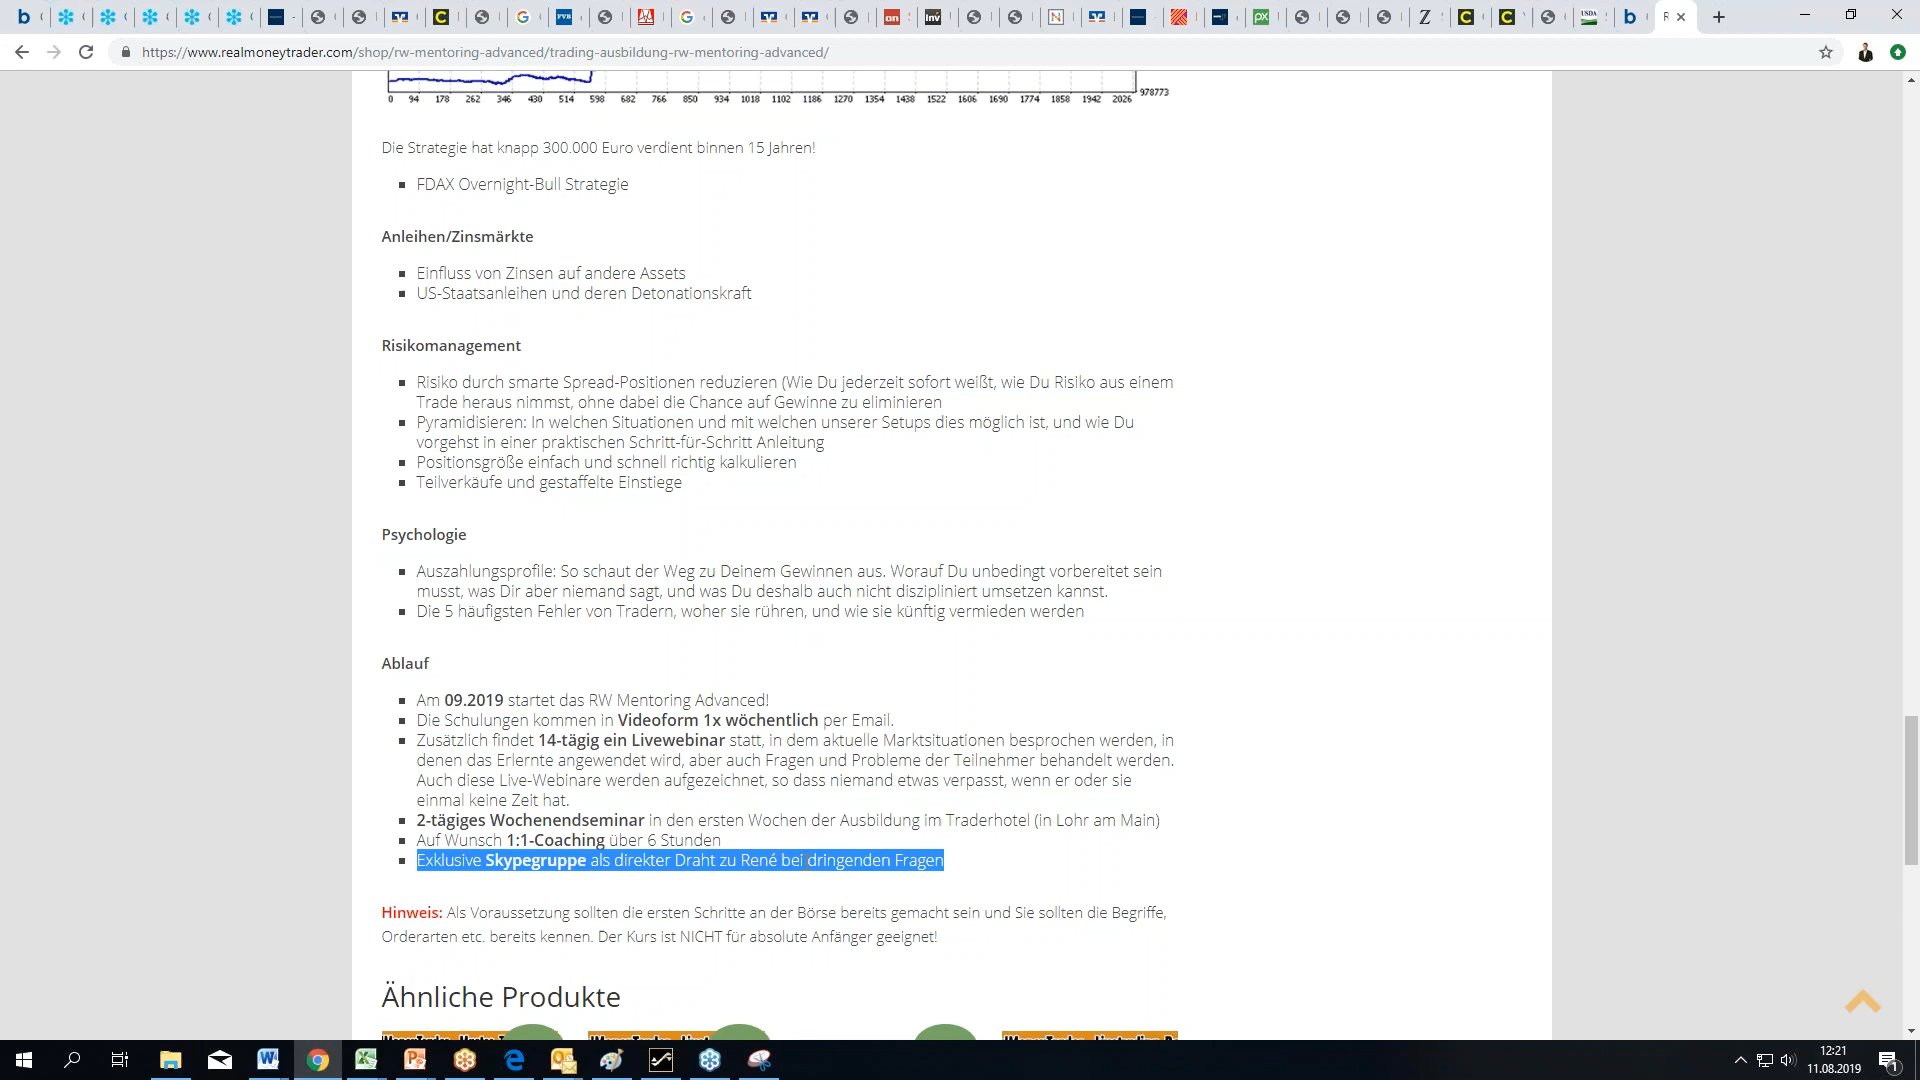 https://www.realmoneytrader.com/shop/rw-mentoring-advanced/trading-ausbildung-rw-mentoring-advanced/
978773
0 94 178 262 346 430 514 598 682 766 850 934 1018 1102 1186 1270 1354 1438 1522 1606 1690 1774 1858 1942 2026
Die Strategie hat knapp 300.000 Euro verdient binnen 15 Jahren!
FDAX Overnight-Bull Strategie
Anleihen/Zinsmärkte
Einfluss von Zinsen auf andere Assets
US-Staatsanleihen und deren Detonationskraft
Risikomanagement
Risiko durch smarte Spread-Positionen reduzieren (Wie Du jederzeit sofort weißt, wie Du Risiko aus einem
Trade heraus nimmst, ohne dabei die Chance auf Gewinne zu eliminieren
Pyramidisieren: In welchen Situationen und mit welchen unserer Setups dies möglich ist, und wie Du
vorgehst in einer praktischen Schritt-für-Schritt Anleitung
Positionsgröße einfach und schnell richtig kalkulieren
Teilverkäufe und gestaffelte Einstiege
Psychologie
Auszahlungsprofile: So schaut der Weg zu Deinem Gewinnen aus. Worauf Du unbedingt vorbereitet sein
musst, was Dir aber niemand sagt, und was Du deshalb auch nicht diszipliniert umsetzen kannst.
Die 5 häufigsten Fehler von Tradern, woher sie rühren, und wie sie künftig vermieden werden
Ablauf
Am 09.2019 startet das RW Mentoring Advanced!
Die Schulungen kommen in Videoform 1x wöchentlich per Email.
Zusätzlich findet 14-tägig ein Livewebinar statt, in dem aktuelle Marktsituationen besprochen werden, in
denen das Erlernte angewendet wird, aber auch Fragen und Probleme der Teilnehmer behandelt werden.
Auch diese Live-Webinare werden aufgezeichnet, so dass niemand etwas verpasst, wenn er oder sie
einmal keine Zeit hat.
2-tägiges Wochenendseminar in den ersten Wochen der Ausbildung im Traderhotel (in Lohr am Main)
Auf Wunsch 1:1-Coaching über 6 Stunden
Exklusive Skypegruppe als direkter Draht zu René bei dringenden Fragen
Hinweis: Als Voraussetzung sollten die ersten Schritte an der Börse bereits gemacht sein und Sie sollten die Begriffe,
Orderarten etc. bereits kennen. Der Kurs ist NICHT für absolute Anfänger geeignet!
Ähnliche Produkte
12:21
11.08.2019